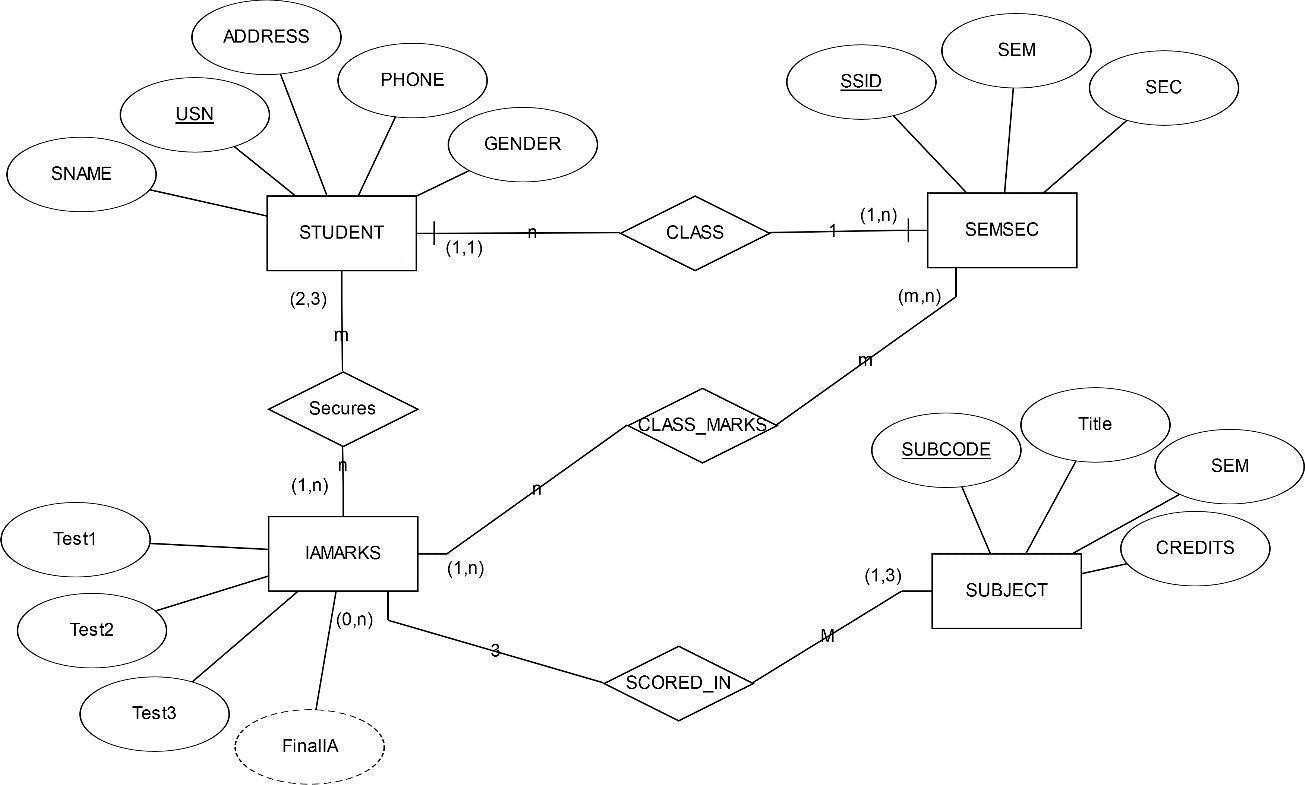 ADDRESS
SEM
PHONE
SSID
SEC
USN
GENDER
SNAME
STUDENT
n
CLASS
1
(1,n)
SEMSEC
(1,1)
(2,3)
(m,n)
m
m
Secures
CLASS_MARKS
SUBCODE
Title
SEM
n
(1,n)
n
Test1
IAMARKS
(1,n)
CREDITS
(1,3)
SUBJECT
Test2
(0,n)
3
M
SCORED_IN
Test3
FinalIA